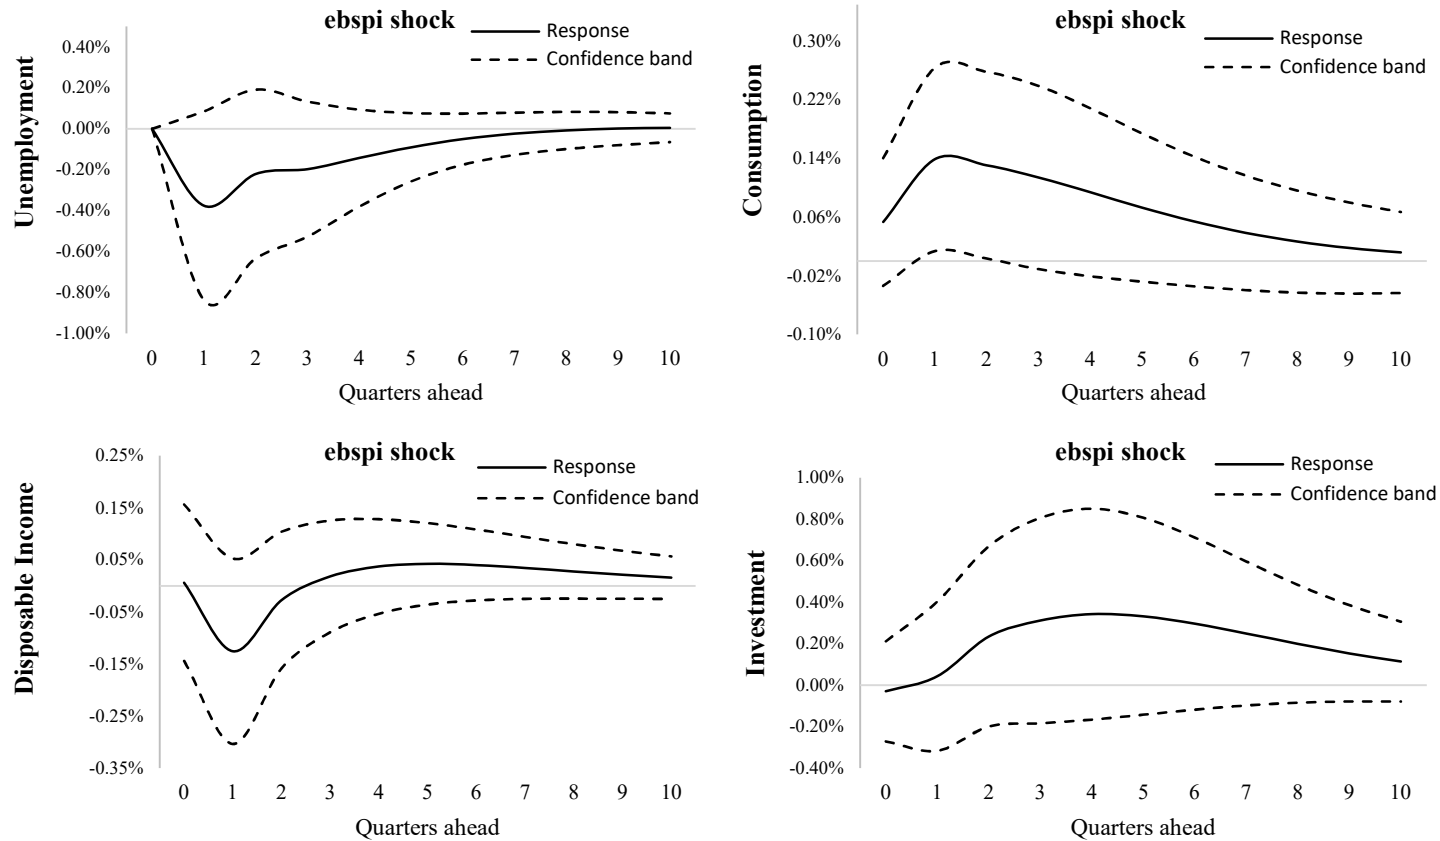 ebspi shock
Response
Confidence band
Unemployment
0.40%
0.20%
0.00%
-0.20%
-0.40%
-0.60%
-0.80%
-1.00%
0 1 2 3 4 5 6 7 8 9 10
Quarters ahead
ebspi shock
Response
Confidence band
Consumption
0.30%
0.22%
0.14%
0.06%
-0.02%
-0.10%
0 1 2 3 4 5 6 7 8 9 10
Quarters ahead
ebspi shock
Response
Confidence band
Disposable Income
0.25%
0.15%
0.05%
-0.05%
-0.15%
-0.25%
-0.35%
0 1 2 3 4 5 6 7 8 9 10
Quarters ahead
ebspi shock
Response
Confidence band
Investment
1.00%
0.80%
0.60%
0.40%
0.20%
0.00%
-0.20%
-0.40%
0 1 2 3 4 5 6 7 8 9 10
Quarters ahead